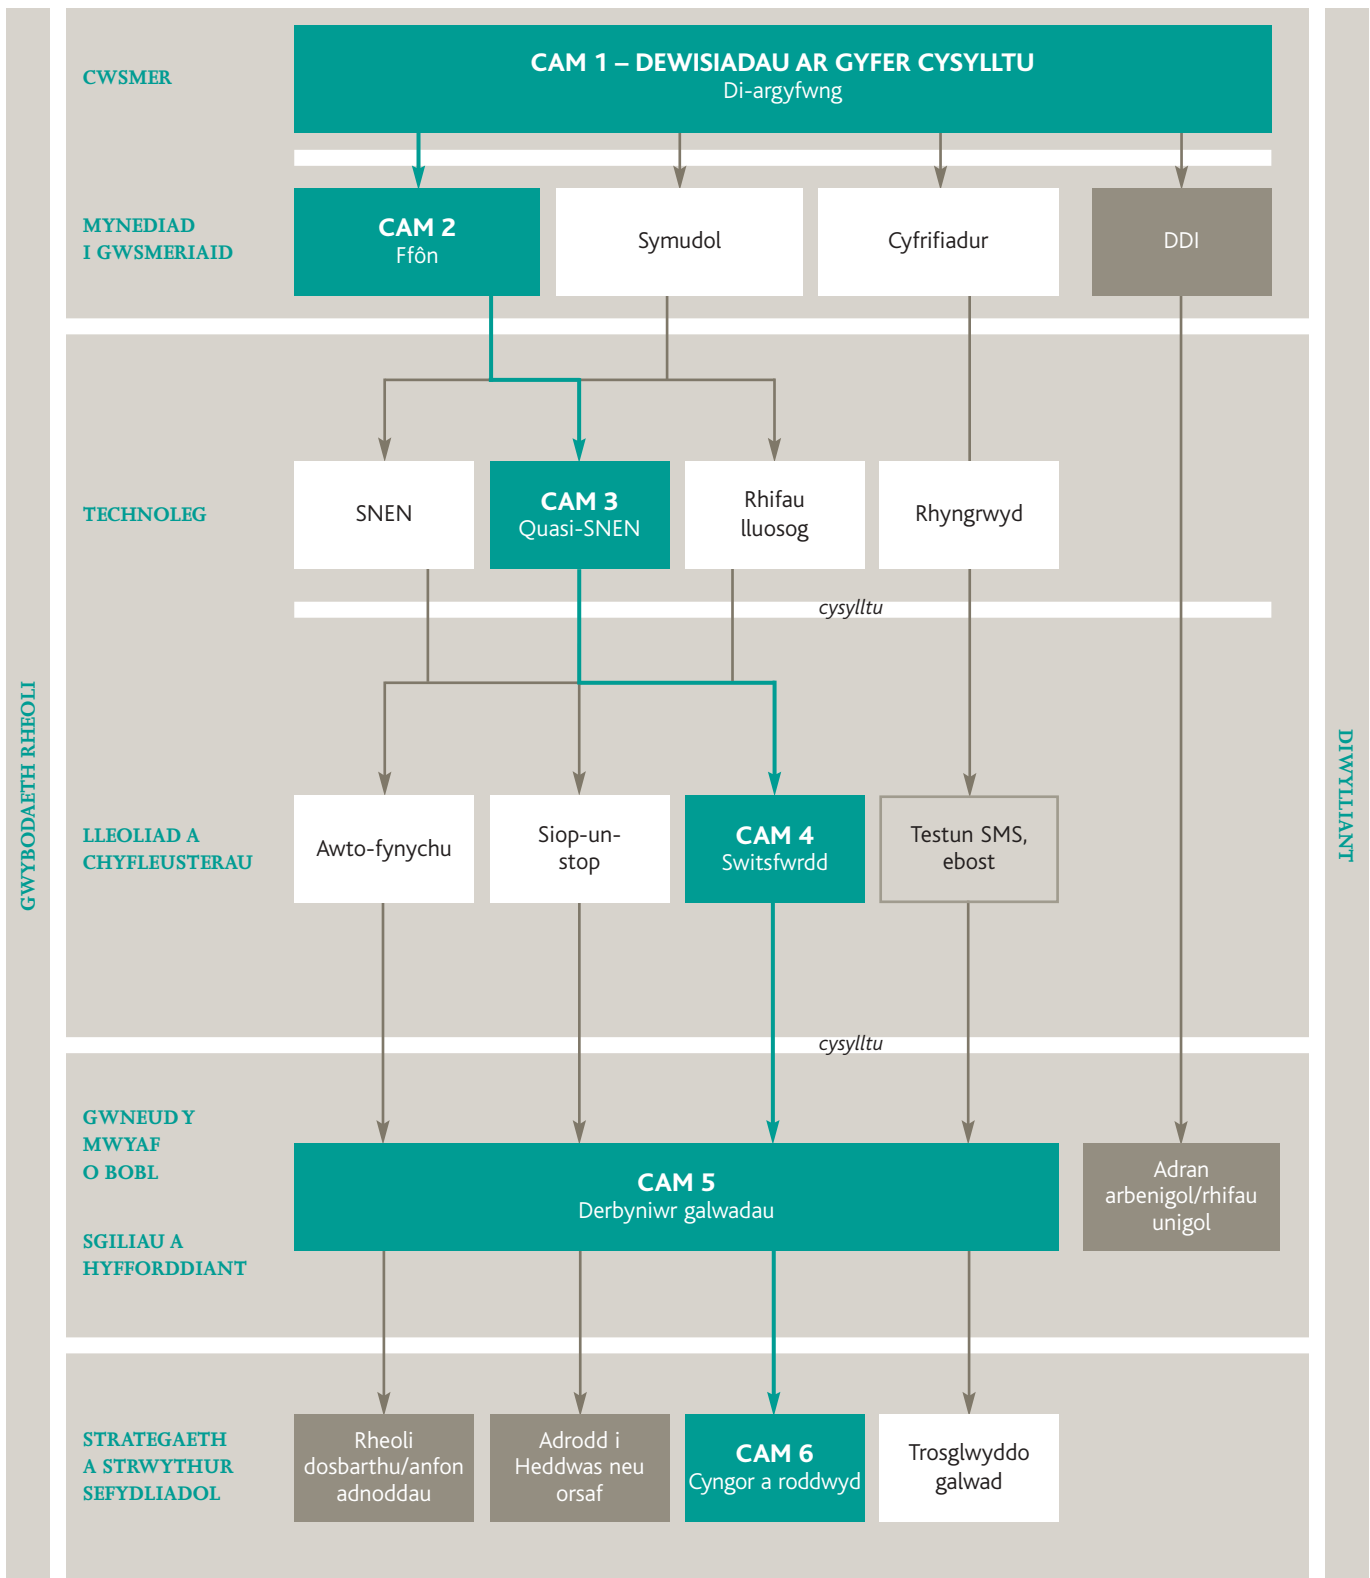 CWSMER
CAM 1 – DEWISIADAU AR GYFER CYSYLLTU
Di-argyfwng
MYNEDIAD
I GWSMERIAID
CAM 2
Ffôn
Symudol
Cyfrifiadur
DDI
TECHNOLEG
SNEN
CAM 3
Quasi-SNEN
Rhifau
lluosog
Rhyngrwyd
cysylltu
GWYBODAETH RHEOLI
DIWYLLIANT
LLEOLIAD A
CHYFLEUSTERAU
Awto-fynychu
Siop-un-
stop
CAM 4
Switsfwrdd
Testun SMS,
ebost
cysylltu
GWNEUD Y
MWYAF
O BOBL
SGILIAU A
HYFFORDDIANT
CAM 5
Derbyniwr galwadau
Adran
arbenigol/rhifau
unigol
STRATEGAETH
A STRWYTHUR
SEFYDLIADOL
Rheoli
dosbarthu/anfon
adnoddau
Adrodd i
Heddwas neu
orsaf
CAM 6
Cyngor a roddwyd
Trosglwyddo
galwad